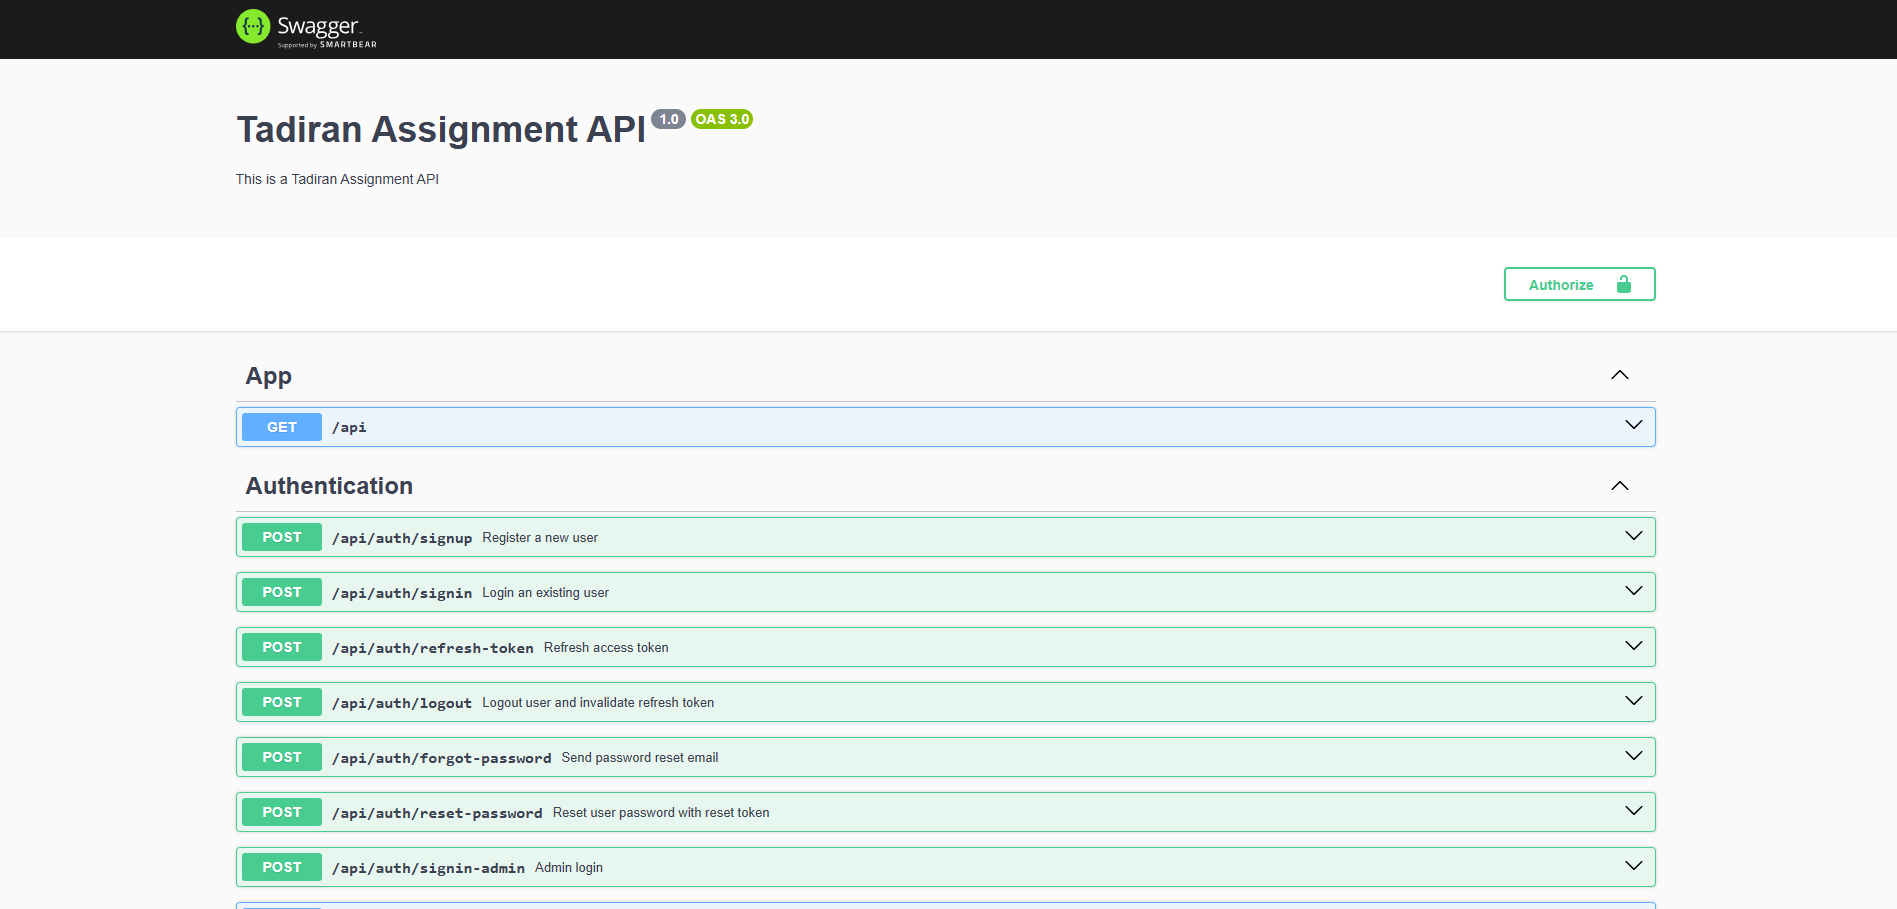 Swagger
Supported by SMARTBEAR
Tadiran Assignment API 1.0 OAS 3.0
This is a Tadiran Assignment API
Authorize
App
GET /api
Authentication
POST /api/auth/signup Register a new user
POST /api/auth/signin Login an existing user
POST /api/auth/refresh-token Refresh access token
POST /api/auth/logout Logout user and invalidate refresh token
POST /api/auth/forgot-password Send password reset email
POST /api/auth/reset-password Reset user password with reset token
POST /api/auth/signin-admin Admin login